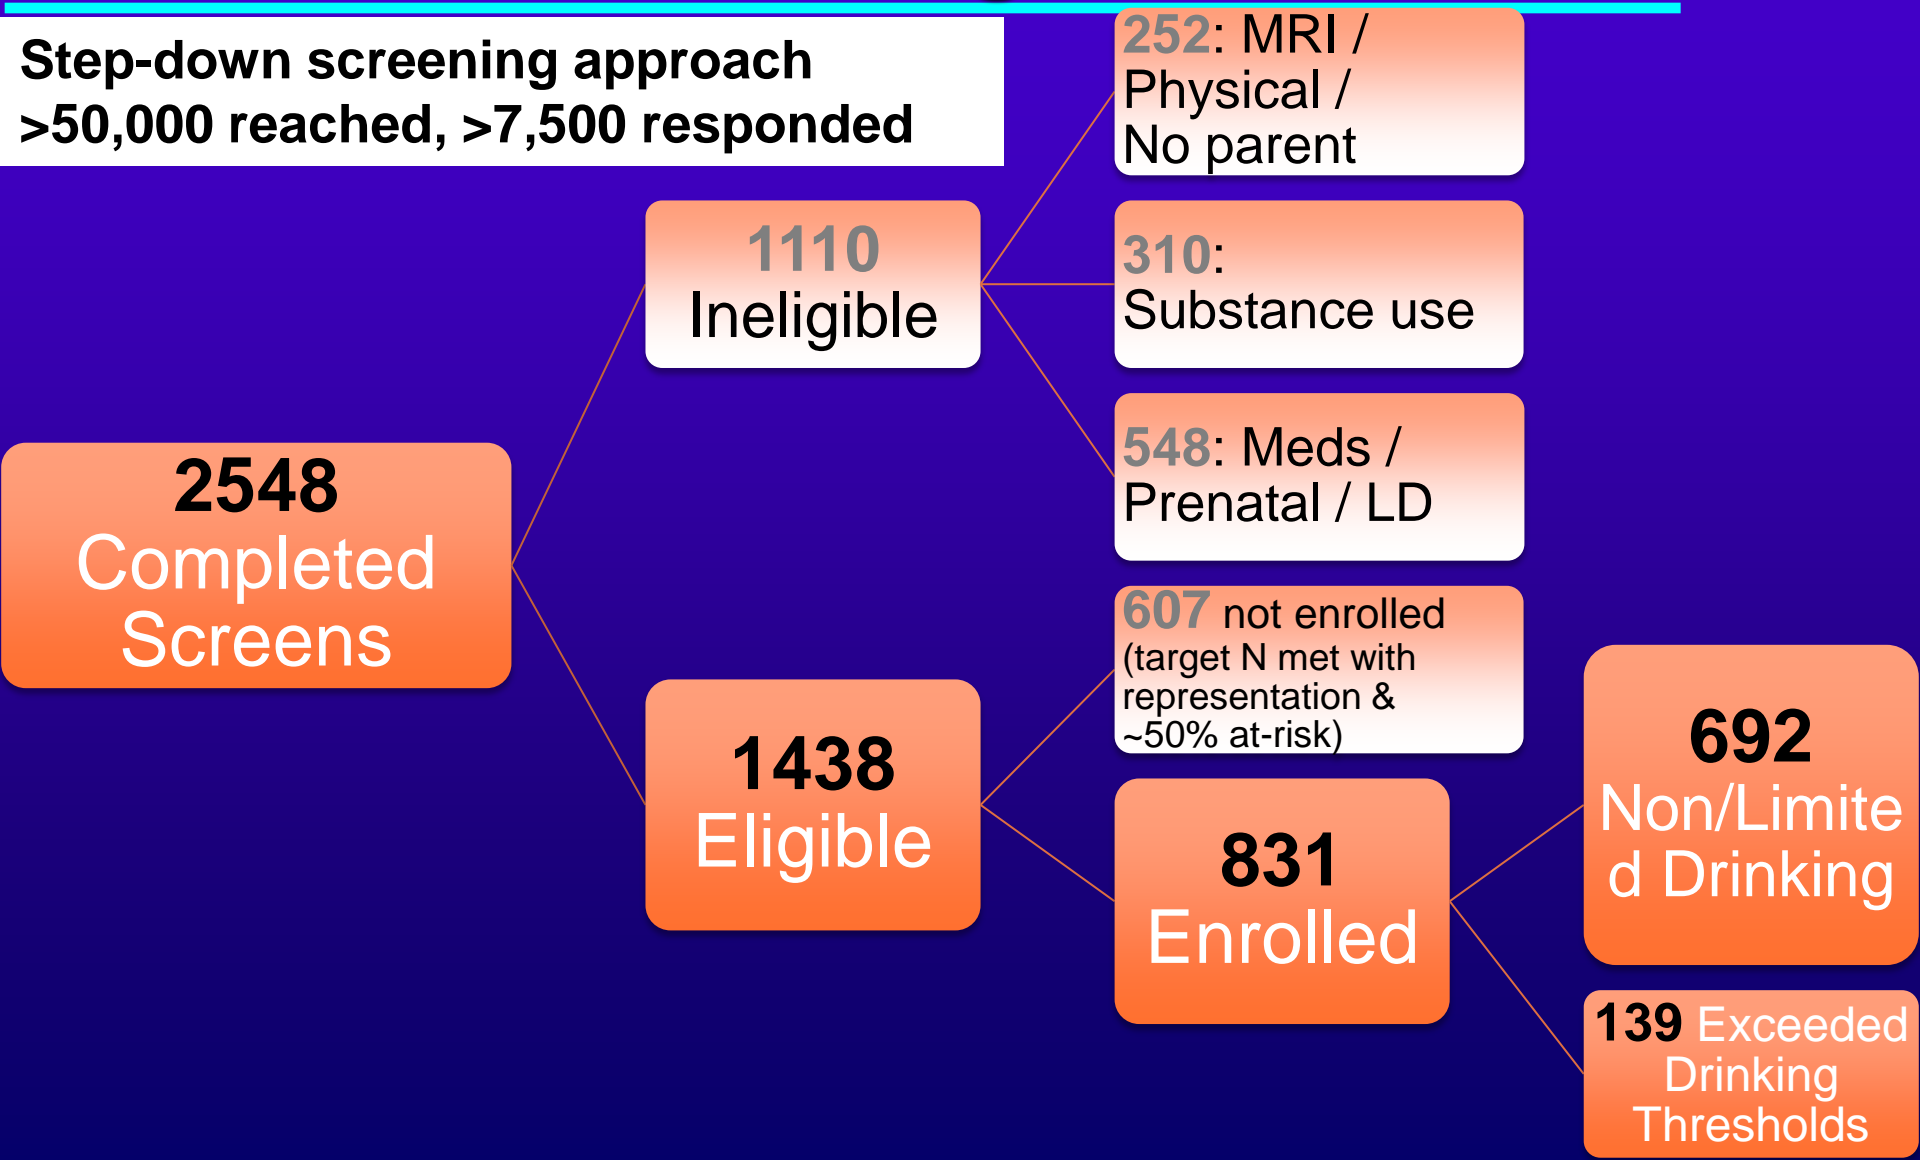 Step-down screening approach
>50,000 reached, >7,500 responded
252: MRI /
Physical /
No parent
1110
Ineligible
310:
Substance use
548: Meds /
Prenatal / LD
2548
Completed
Screens
607 not enrolled
(target N met with
representation &
~50% at-risk)
1438
Eligible
831
Enrolled
692
Non/Limite
d Drinking
139 Exceeded
Drinking
Thresholds